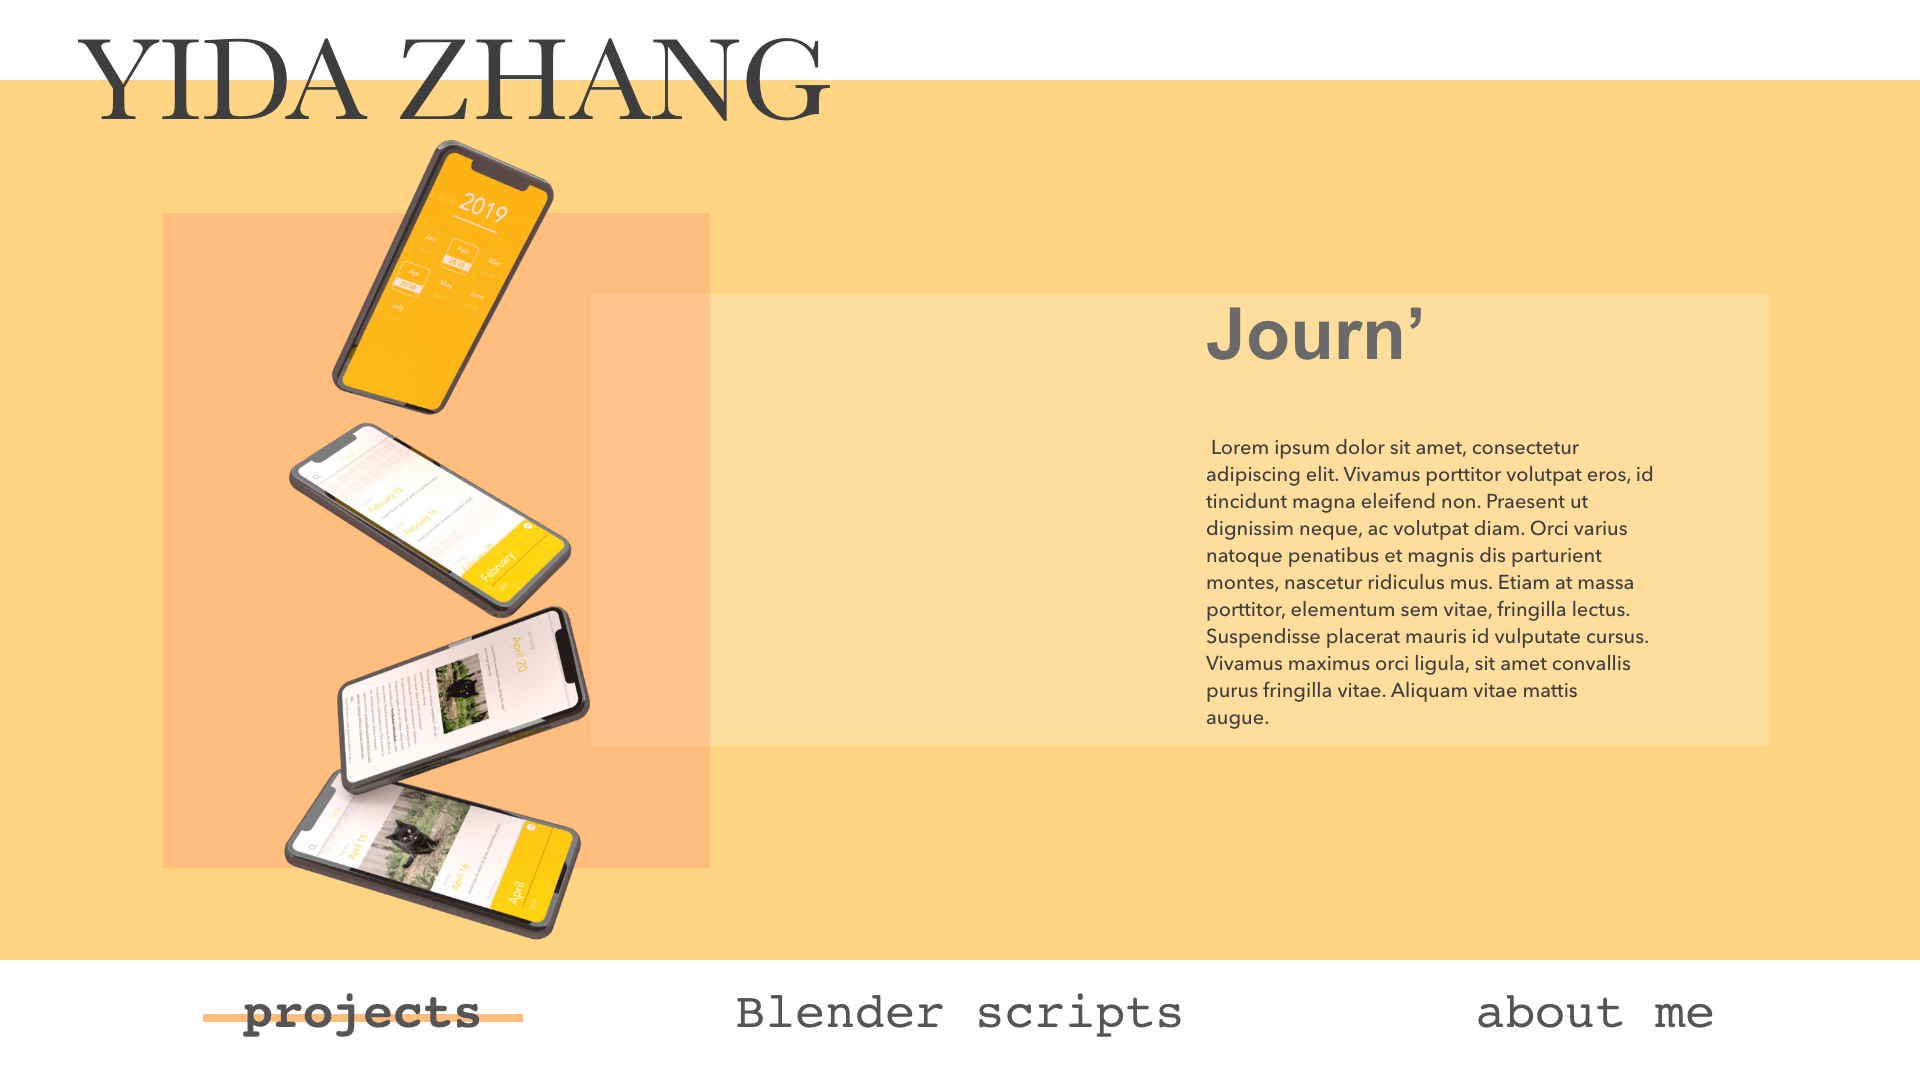 YIDA ZHANG
2019
Jan
Feb
Mar
Apr
May
June
July
Journ’
Lorem ipsum dolor sit amet, consectetur
adipiscing elit. Vivamus porttitor volutpat eros, id
tincidunt magna eleifend non. Praesent ut
dignissim neque, ac volutpat diam. Orci varius
natoque penatibus et magnis dis parturient
montes, nascetur ridiculus mus. Etiam at massa
porttitor, elementum sem vitae, fringilla lectus.
Suspendisse placerat mauris id vulputate cursus.
Vivamus maximus orci ligula, sit amet convallis
purus fringilla vitae. Aliquam vitae mattis
augue.
February 15
February 16
February
April 20
April 15
April 16
April
projects
Blender scripts
about me